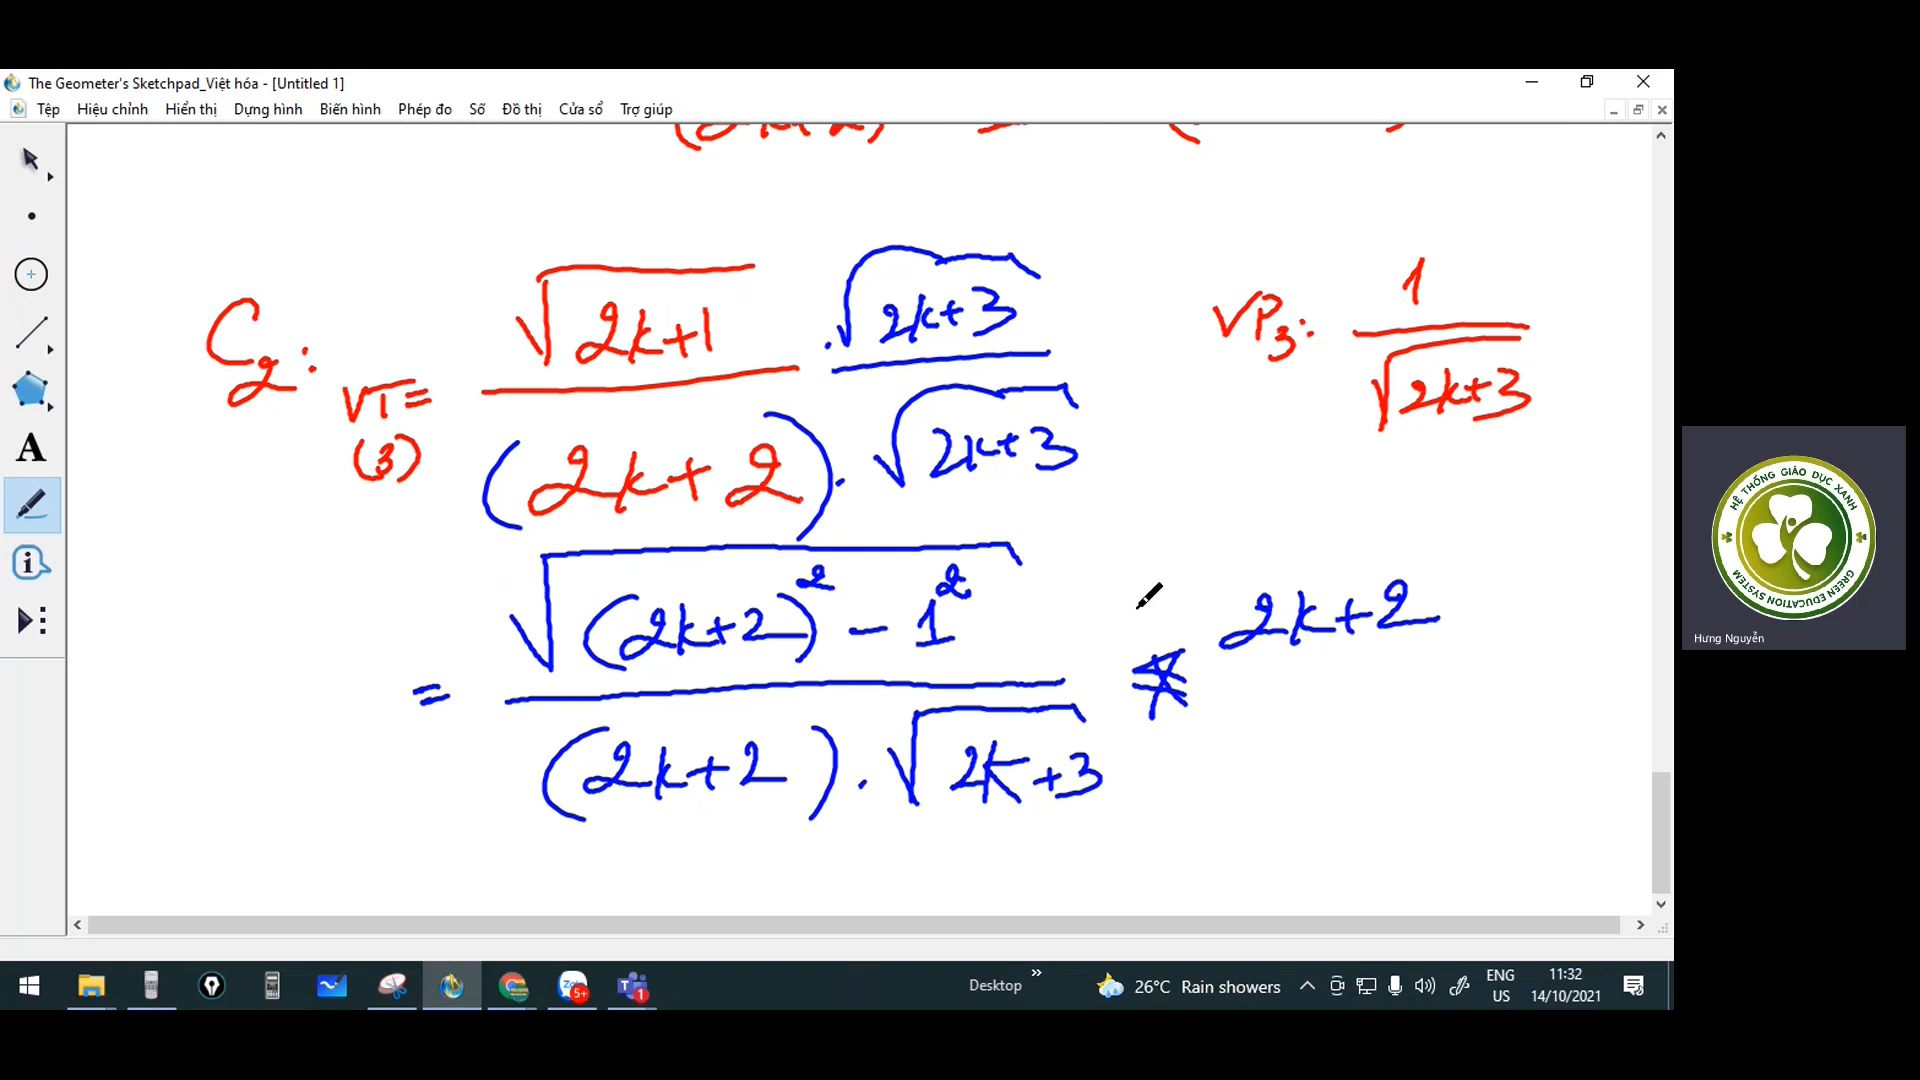 The Geometer's Sketchpad_Việt hóa - [Untitled 1]
Tệp Hiệu chỉnh Hiển thị Dựng hình Biến hình Phép đo Số Đồ thị Cửa sổ Trợ giúp
C₂: VT (3) = √(2k+1) / (2k+2) · √(2k+3) / √(2k+3)
VP₃: 1 / √(2k+3)
= √((2k+2)² - 1²) / ((2k+2) · √(2k+3))
* 2k+2
A
HỆ THỐNG GIÁO DỤC XANH
GREEN EDUCATION SYSTEM
Hưng Nguyễn
Desktop
26°C Rain showers
ENG
US
11:32
14/10/2021
5+
1